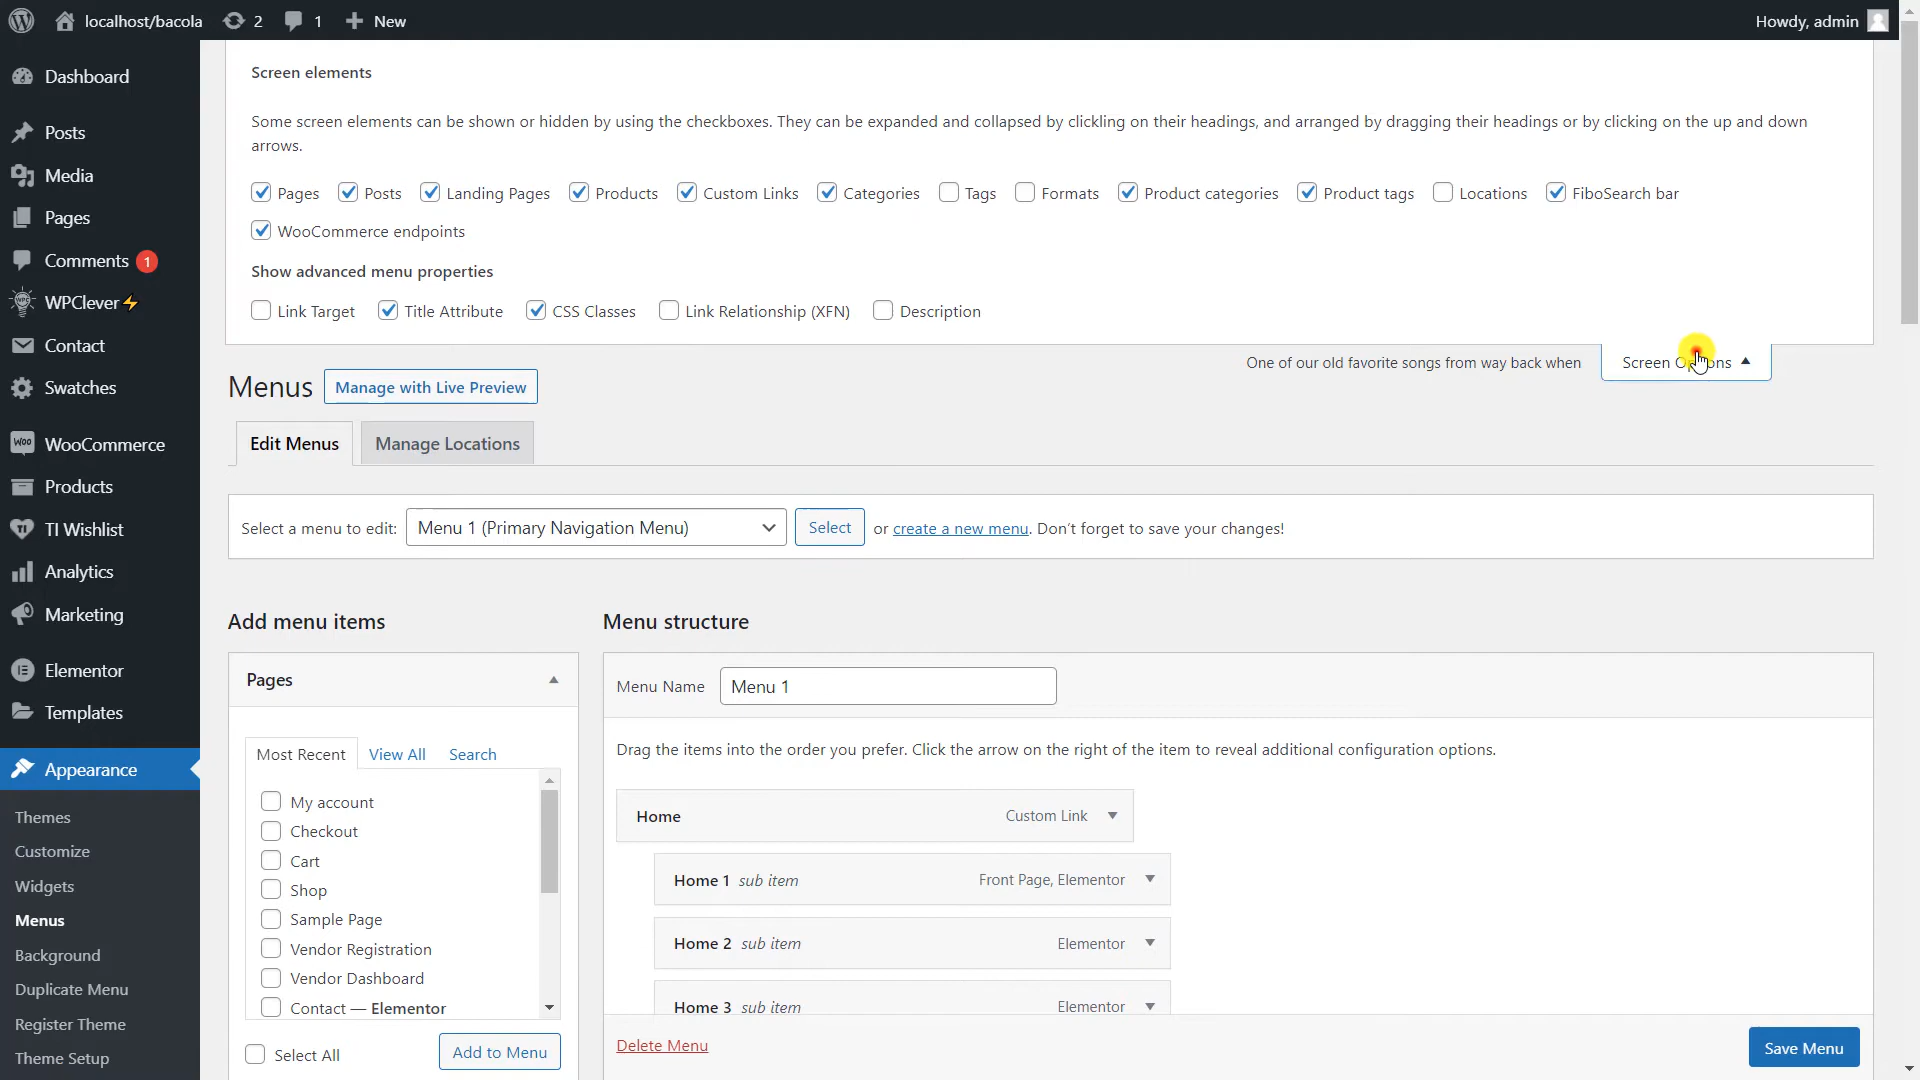 localhost/bacola 2 1 New Howdy, admin
Dashboard
Posts
Media
Pages
Comments 1
WPClever
Contact
Swatches
WooCommerce
Products
TI Wishlist
Analytics
Marketing
Elementor
Templates
Appearance
Themes
Customize
Widgets
Menus
Background
Duplicate Menu
Register Theme
Theme Setup
Screen elements
Some screen elements can be shown or hidden by using the checkboxes. They can be expanded and collapsed by clickling on their headings, and arranged by dragging their headings or by clicking on the up and down
arrows.
Pages Posts Landing Pages Products Custom Links Categories Tags Formats Product categories Product tags Locations FiboSearch bar
WooCommerce endpoints
Show advanced menu properties
Link Target Title Attribute CSS Classes Link Relationship (XFN) Description
One of our old favorite songs from way back when Screen Options
Menus Manage with Live Preview
Edit Menus Manage Locations
Select a menu to edit: Menu 1 (Primary Navigation Menu) Select or create a new menu. Don't forget to save your changes!
Add menu items
Pages
Most Recent View All Search
My account
Checkout
Cart
Shop
Sample Page
Vendor Registration
Vendor Dashboard
Contact — Elementor
Select All Add to Menu
Menu structure
Menu Name Menu 1
Drag the items into the order you prefer. Click the arrow on the right of the item to reveal additional configuration options.
Home Custom Link
Home 1 sub item Front Page, Elementor
Home 2 sub item Elementor
Home 3 sub item Elementor
Delete Menu Save Menu